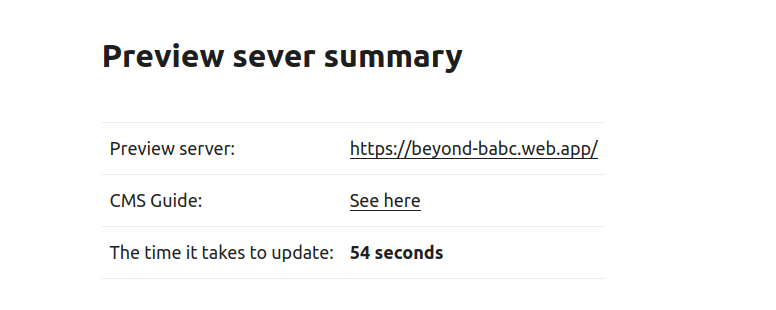 Preview sever summary
Preview server: https://beyond-babc.web.app/
CMS Guide: See here
The time it takes to update: 54 seconds